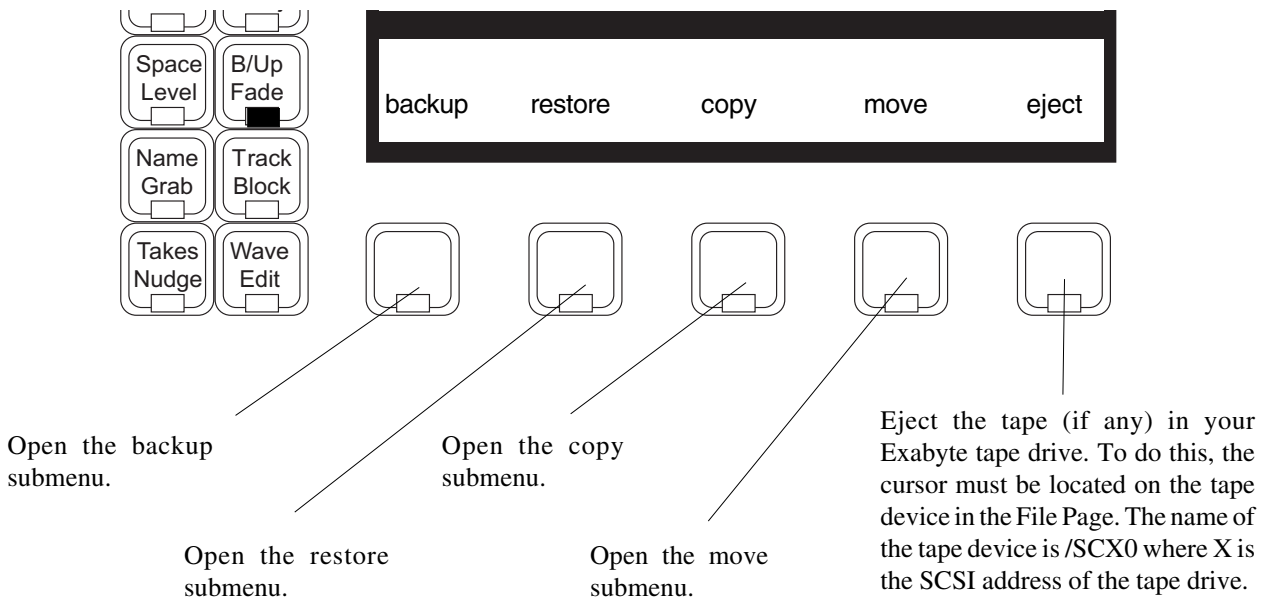 Space
Level
B/Up
Fade
backup restore copy move eject
Name
Grab
Track
Block
Takes
Nudge
Wave
Edit
Open the backup
submenu.
Open the restore
submenu.
Open the copy
submenu.
Open the move
submenu.
Eject the tape (if any) in your
Exabyte tape drive. To do this, the
cursor must be located on the tape
device in the File Page. The name of
the tape device is /SCX0 where X is
the SCSI address of the tape drive.